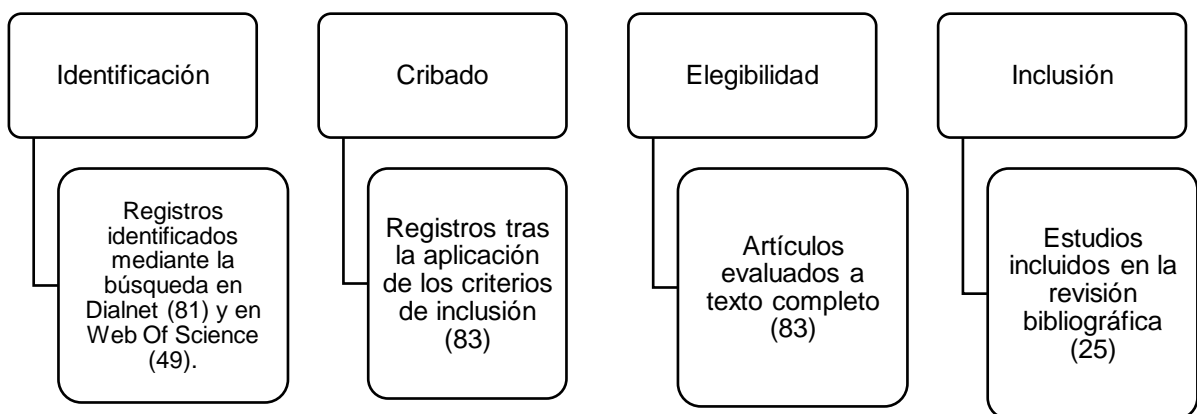 Identificación
Registros
identificados
mediante la
búsqueda en
Dialnet (81) y en
Web Of Science
(49).
Cribado
Registros tras
la aplicación
de los criterios
de inclusión
(83)
Elegibilidad
Artículos
evaluados a
texto completo
(83)
Inclusión
Estudios
incluidos en la
revisión
bibliográfica
(25)